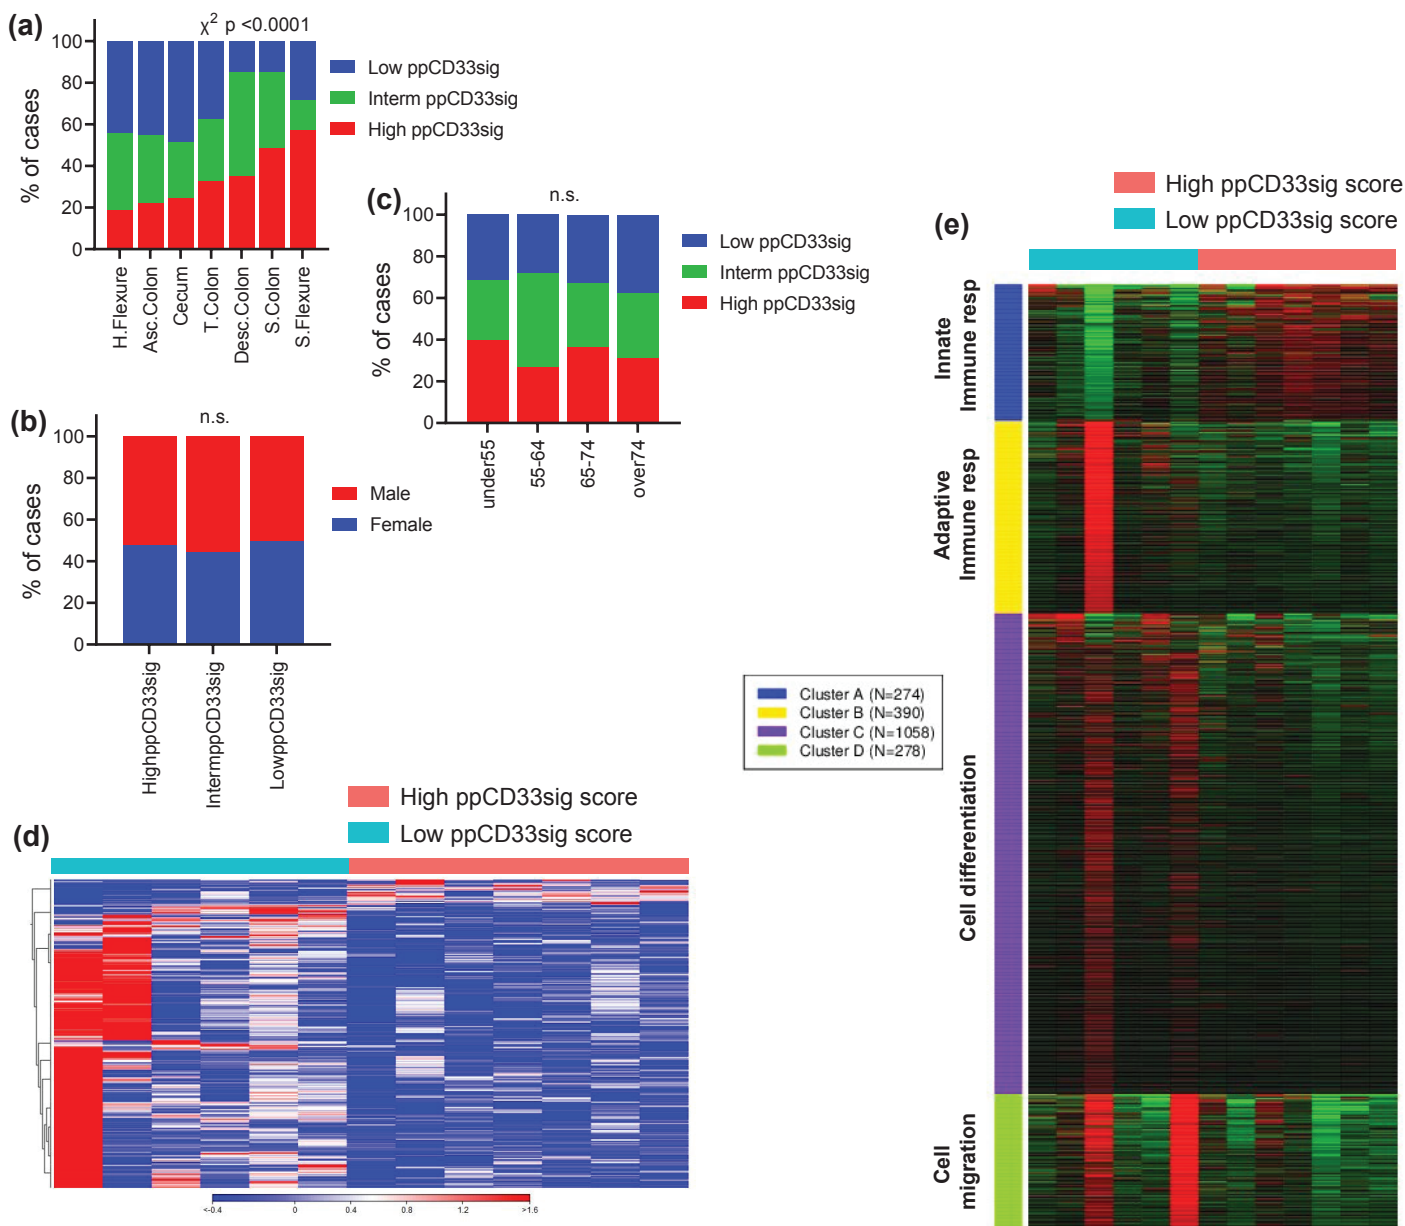 (a)
χ² p <0.0001
% of cases
100
80
60
40
20
0
H.Flexure
Asc.Colon
Cecum
T.Colon
Desc.Colon
S.Colon
S.Flexure
Low ppCD33sig
Interm ppCD33sig
High ppCD33sig
(b)
n.s.
% of cases
100
80
60
40
20
0
HighppCD33sig
IntermppCD33sig
LowppCD33sig
Male
Female
(c)
n.s.
% of cases
100
80
60
40
20
0
under55
55-64
65-74
over74
Low ppCD33sig
Interm ppCD33sig
High ppCD33sig
(d)
High ppCD33sig score
Low ppCD33sig score
<-0.4
0
0.4
0.8
1.2
>1.6
(e)
High ppCD33sig score
Low ppCD33sig score
Innate
Immune resp
Adaptive
Immune resp
Cell differentiation
Cell
migration
Cluster A (N=274)
Cluster B (N=390)
Cluster C (N=1058)
Cluster D (N=278)